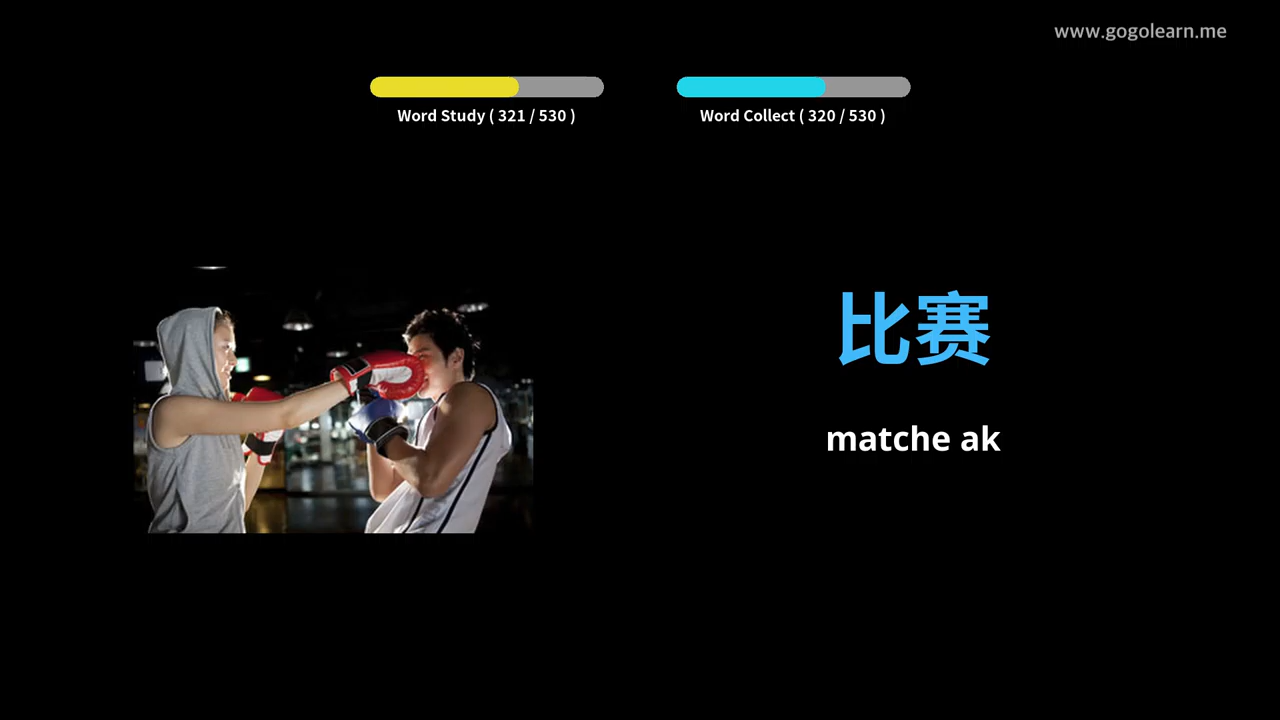 www.gogolearn.me
Word Study ( 321 / 530 )
Word Collect ( 320 / 530 )
比赛
matche ak